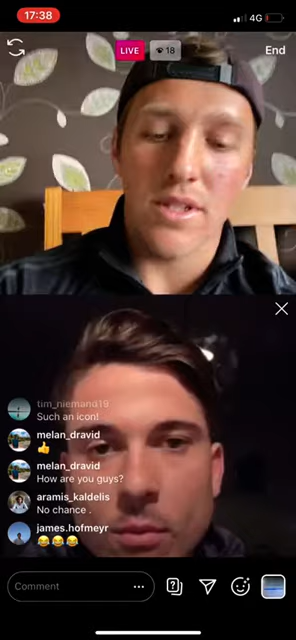 17:38
4G
LIVE
18
End
tim_niemand19
Such an icon!
melan_dravid
👍
melan_dravid
How are you guys?
aramis_kaldelis
No chance .
james.hofmeyr
😂😂😂
Comment